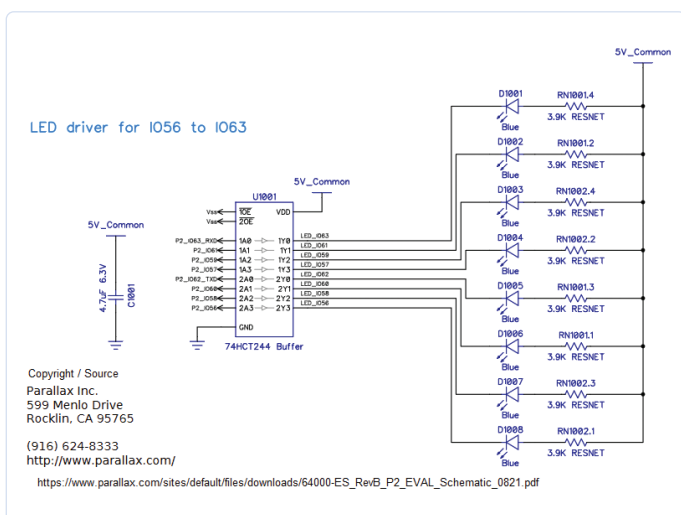 5V_Common
D1001
RN1001.4
Blue
3.9K RESNET
LED driver for IO56 to IO63
D1002
RN1001.2
Blue
3.9K RESNET
U1001
5V_Common
D1003
RN1002.4
Blue
3.9K RESNET
Vss
1OE
VDD
Vss
2OE
5V_Common
P2_IO63_RXD
1A0
1Y0
LED_IO63
P2_IO61
1A1
1Y1
LED_IO61
P2_IO59
1A2
1Y2
LED_IO59
P2_IO57
1A3
1Y3
LED_IO57
P2_IO62_TXD
2A0
2Y0
LED_IO62
P2_IO60
2A1
2Y1
LED_IO60
P2_IO58
2A2
2Y2
LED_IO58
P2_IO56
2A3
2Y3
LED_IO56
GND
74HCT244 Buffer
4.7uF 6.3V
C1001
D1004
RN1002.2
Blue
3.9K RESNET
D1005
RN1001.3
Blue
3.9K RESNET
D1006
RN1001.1
Blue
3.9K RESNET
D1007
RN1002.3
Blue
3.9K RESNET
D1008
RN1002.1
Blue
3.9K RESNET
Copyright / Source
Parallax Inc.
599 Menlo Drive
Rocklin, CA 95765
(916) 624-8333
http://www.parallax.com/
https://www.parallax.com/sites/default/files/downloads/64000-ES_RevB_P2_EVAL_Schematic_0821.pdf